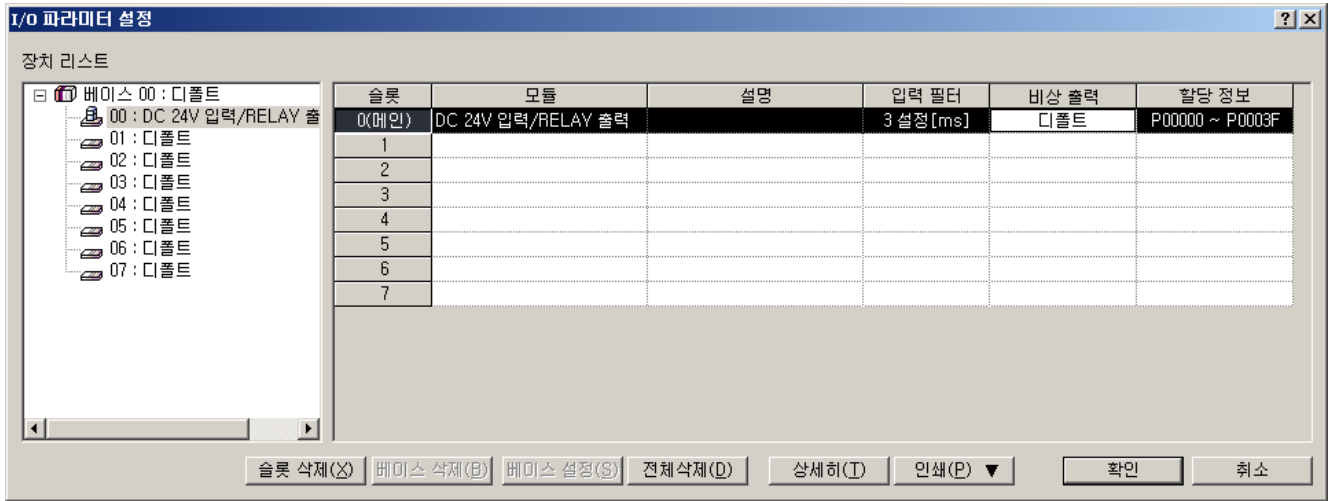 I/O 파라미터 설정
장치 리스트
베이스 00 : 디폴트
00 : DC 24V 입력/RELAY 출
01 : 디폴트
02 : 디폴트
03 : 디폴트
04 : 디폴트
05 : 디폴트
06 : 디폴트
07 : 디폴트
슬롯 모듈 설명 입력 필터 비상 출력 할당 정보
0(메인) DC 24V 입력/RELAY 출력 3 설정[ms] 디폴트 P00000 ~ P0003F
1
2
3
4
5
6
7
슬롯 삭제(X) 베이스 삭제(B) 베이스 설정(S) 전체삭제(D) 상세히(T) 인쇄(P) ▼ 확인 취소